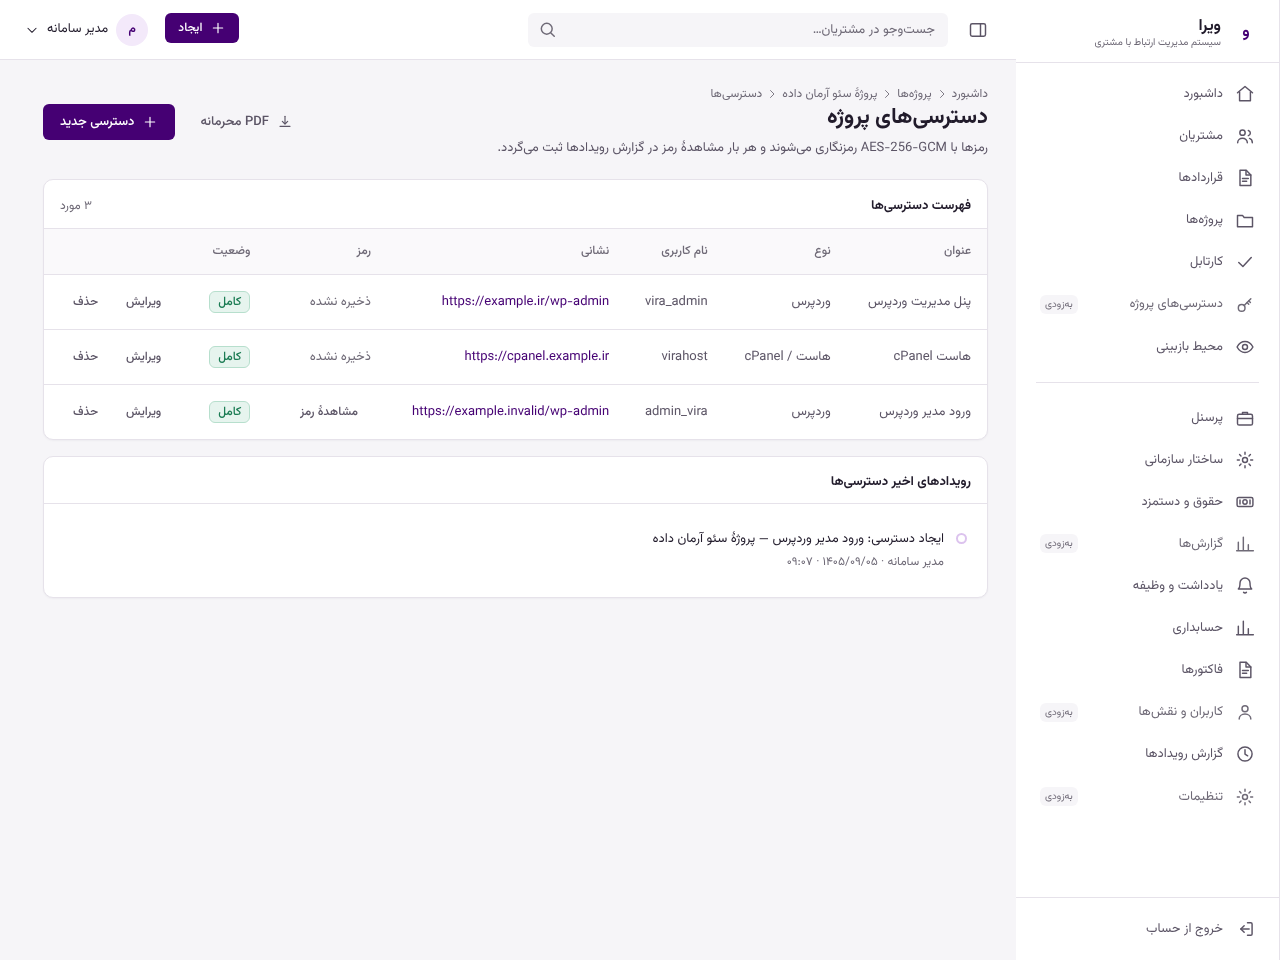 و
ویرا
سیستم مدیریت ارتباط با مشتری
جست‌وجو در مشتریان...
ایجاد
م
مدیر سامانه
داشبورد
مشتریان
قراردادها
پروژه‌ها
کارتابل
دسترسی‌های پروژه
به‌زودی
محیط بازبینی
پرسنل
ساختار سازمانی
حقوق و دستمزد
گزارش‌ها
به‌زودی
یادداشت و وظیفه
حسابداری
فاکتورها
کاربران و نقش‌ها
به‌زودی
گزارش رویدادها
تنظیمات
به‌زودی
خروج از حساب
داشبورد پروژه‌ها پروژهٔ سئو آرمان داده دسترسی‌ها
دسترسی‌های پروژه
رمزها با AES-256-GCM رمزنگاری می‌شوند و هر بار مشاهدهٔ رمز در گزارش رویدادها ثبت می‌گردد.
PDF محرمانه
دسترسی جدید
فهرست دسترسی‌ها
۳ مورد
عنوان نوع نام کاربری نشانی رمز وضعیت
پنل مدیریت وردپرس وردپرس vira_admin https://example.ir/wp-admin ذخیره نشده کامل ویرایش حذف
هاست cPanel هاست / cPanel virahost https://cpanel.example.ir ذخیره نشده کامل ویرایش حذف
ورود مدیر وردپرس وردپرس admin_vira https://example.invalid/wp-admin مشاهدهٔ رمز کامل ویرایش حذف
رویدادهای اخیر دسترسی‌ها
ایجاد دسترسی: ورود مدیر وردپرس — پروژهٔ سئو آرمان داده
مدیر سامانه · ۱۴۰۵/۰۹/۰۵ · ۰۹:۰۷